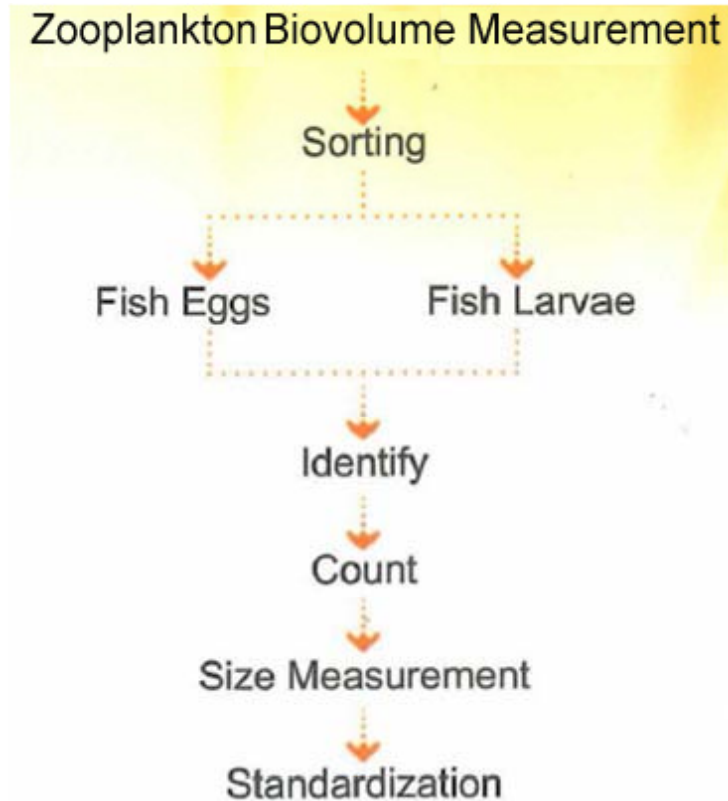 Zooplankton Biovolume Measurement
Sorting
Fish Eggs
Fish Larvae
Identify
Count
Size Measurement
Standardization